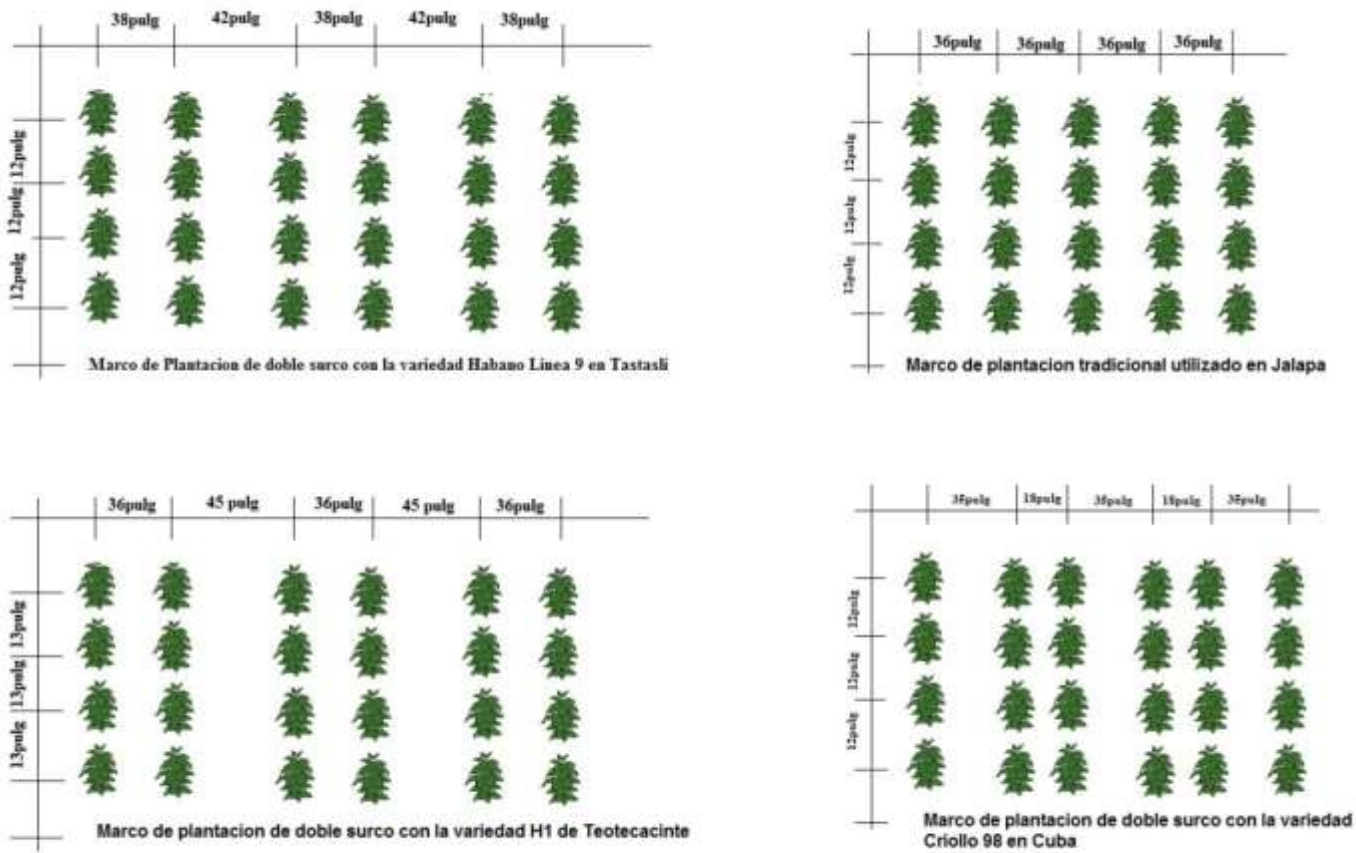 38pulg 42pulg 38pulg 42pulg 38pulg
12pulg
12pulg
12pulg
Marco de Plantacion de doble surco con la variedad Habano Linea 9 en Tastasli
36pulg 36pulg 36pulg 36pulg
12pulg
12pulg
12pulg
Marco de plantacion tradicional utilizado en Jalapa
36pulg 45 pulg 36pulg 45 pulg 36pulg
13pulg
13pulg
13pulg
Marco de plantacion de doble surco con la variedad H1 de Teotecacinte
35pulg 18pulg 35pulg 18pulg 35pulg
12pulg
12pulg
12pulg
Marco de plantacion de doble surco con la variedad
Criollo 98 en Cuba